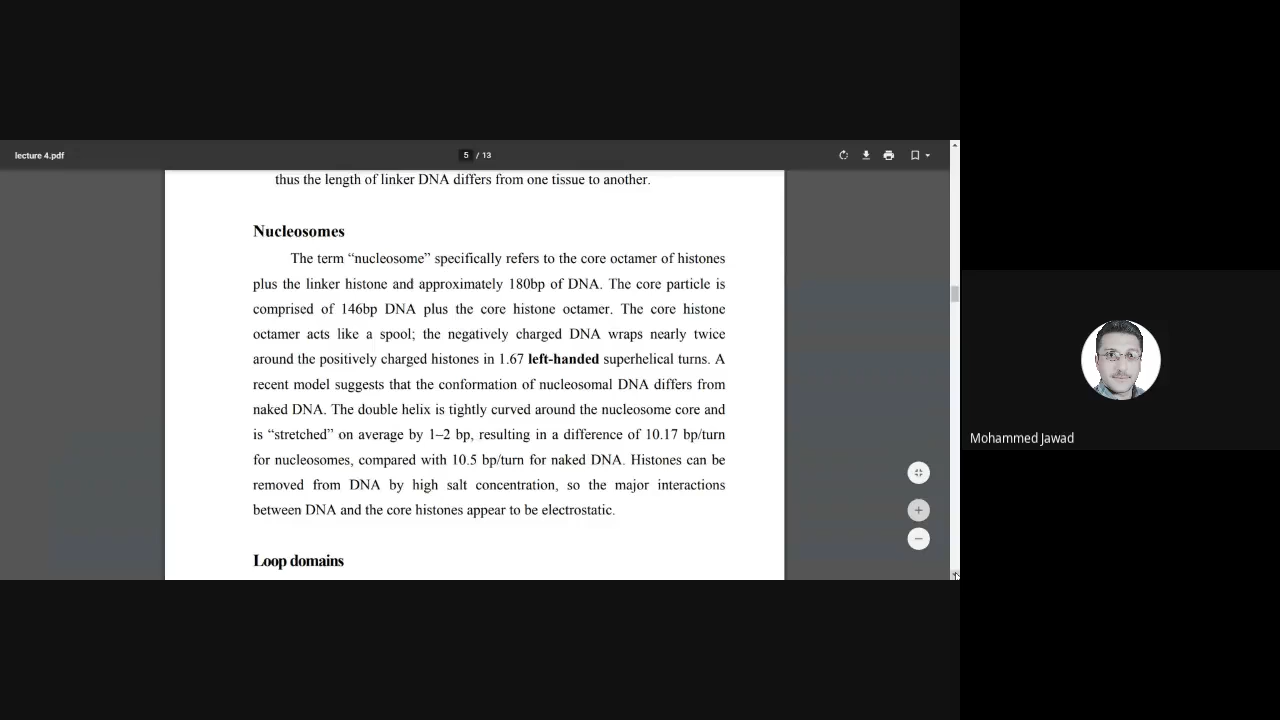 lecture 4.pdf
5 / 13
thus the length of linker DNA differs from one tissue to another.
Nucleosomes
The term “nucleosome” specifically refers to the core octamer of histones
plus the linker histone and approximately 180bp of DNA. The core particle is
comprised of 146bp DNA plus the core histone octamer. The core histone
octamer acts like a spool; the negatively charged DNA wraps nearly twice
around the positively charged histones in 1.67 left-handed superhelical turns. A
recent model suggests that the conformation of nucleosomal DNA differs from
naked DNA. The double helix is tightly curved around the nucleosome core and
is “stretched” on average by 1–2 bp, resulting in a difference of 10.17 bp/turn
for nucleosomes, compared with 10.5 bp/turn for naked DNA. Histones can be
removed from DNA by high salt concentration, so the major interactions
between DNA and the core histones appear to be electrostatic.
Loop domains
Mohammed Jawad